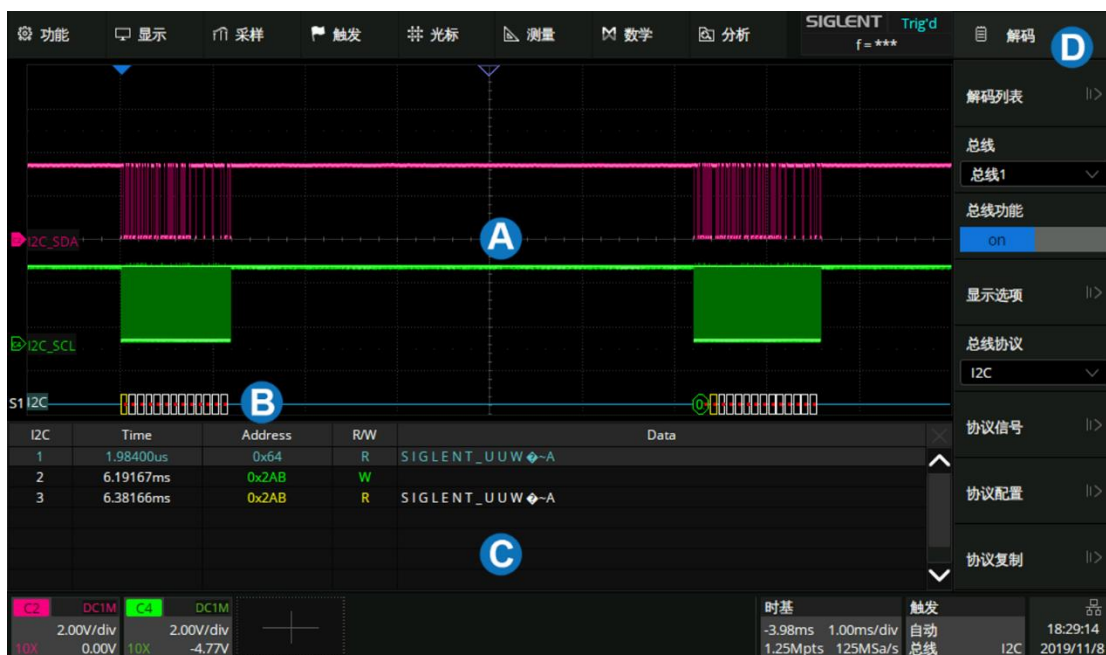 功能 显示 采样 触发 光标 测量 数学 分析 SIGLENT Trig'd 解码 D
f = ***
解码列表
总线
总线1
总线功能
on
显示选项
总线协议
I2C
协议信号
协议配置
协议复制
A
I2C_SDA
C4 I2C_SCL
S1 I2C B 0
I2C Time Address R/W Data
1 1.98400us 0x64 R SIGLENT_UUW�~A
2 6.19167ms 0x2AB W
3 6.38166ms 0x2AB R SIGLENT_UUW�~A
C
C2 DC1M C4 DC1M 时基 触发
2.00V/div 2.00V/div -3.98ms 1.00ms/div 自动 18:29:14
10X 0.00V 10X -4.77V 1.25Mpts 125MSa/s 总线 I2C 2019/11/8